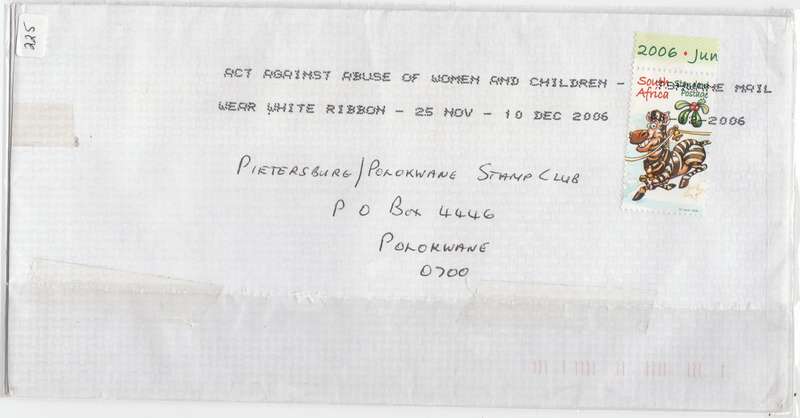 225
2006 • Jun
South Africa
Postage
ACT AGAINST ABUSE OF WOMEN AND CHILDREN - MAIL
WEAR WHITE RIBBON - 25 NOV - 10 DEC 2006 -2006
PIETERSBURG/POLOKWANE STAMP CLUB
P O BOX 4446
POLOKWANE
0700